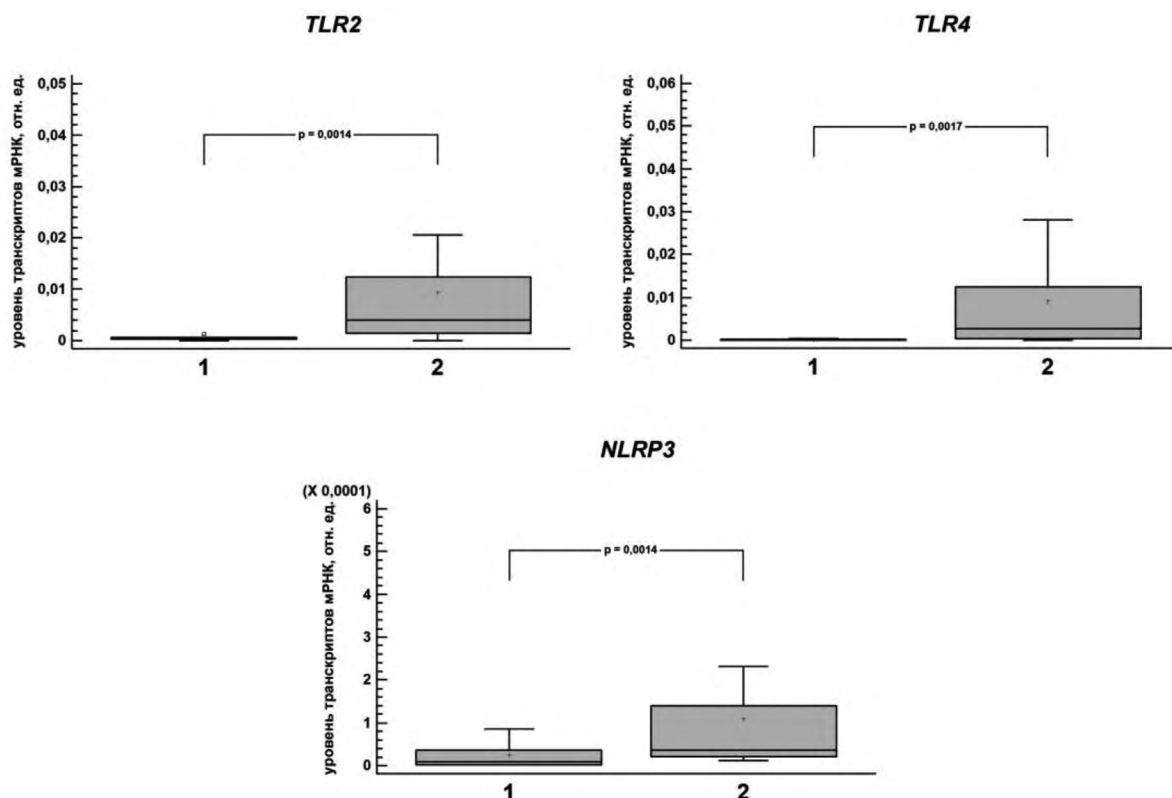 TLR2
уровень транскриптов мРНК, отн. ед.
0,05
0,04
0,03
0,02
0,01
0
p = 0,0014
1
2
TLR4
уровень транскриптов мРНК, отн. ед.
0,06
0,05
0,04
0,03
0,02
0,01
0
p = 0,0017
1
2
NLRP3
(X 0,0001)
уровень транскриптов мРНК, отн. ед.
6
5
4
3
2
1
0
p = 0,0014
1
2